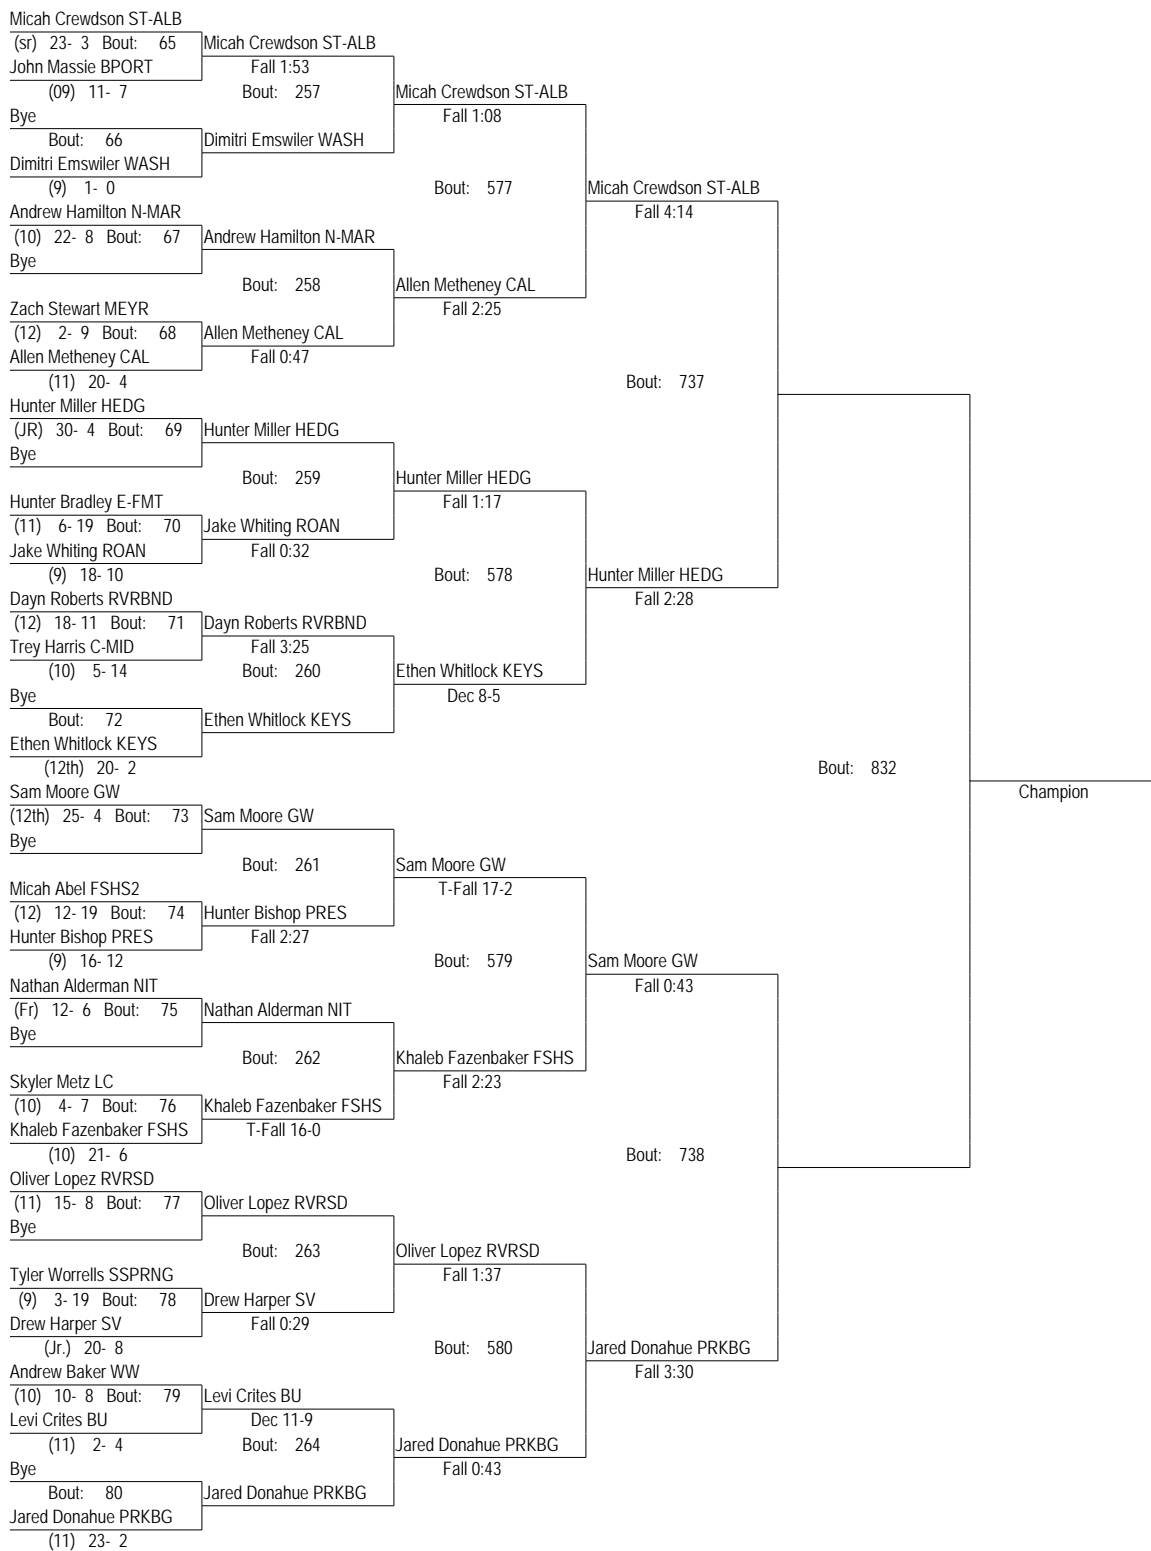 Micah Crewdson ST-ALB
(sr) 23- 3 Bout: 65 Micah Crewdson ST-ALB
John Massie BPORT Fall 1:53
(09) 11- 7 Bout: 257 Micah Crewdson ST-ALB
Bye Fall 1:08
Bout: 66 Dimitri Emswiler WASH
Dimitri Emswiler WASH
(9) 1- 0 Bout: 577 Micah Crewdson ST-ALB
Andrew Hamilton N-MAR Fall 4:14
(10) 22- 8 Bout: 67 Andrew Hamilton N-MAR
Bye
Bout: 258 Allen Metheney CAL
Zach Stewart MEYR Fall 2:25
(12) 2- 9 Bout: 68 Allen Metheney CAL
Allen Metheney CAL Fall 0:47
(11) 20- 4 Bout: 737
Hunter Miller HEDG
(JR) 30- 4 Bout: 69 Hunter Miller HEDG
Bye
Bout: 259 Hunter Miller HEDG
Hunter Bradley E-FMT Fall 1:17
(11) 6- 19 Bout: 70 Jake Whiting ROAN
Jake Whiting ROAN Fall 0:32
(9) 18- 10 Bout: 578 Hunter Miller HEDG
Dayn Roberts RVRBND Fall 2:28
(12) 18- 11 Bout: 71 Dayn Roberts RVRBND
Trey Harris C-MID Fall 3:25
(10) 5- 14 Bout: 260 Ethen Whitlock KEYS
Bye Dec 8-5
Bout: 72 Ethen Whitlock KEYS
Ethen Whitlock KEYS
(12th) 20- 2 Bout: 832
Sam Moore GW Champion
(12th) 25- 4 Bout: 73 Sam Moore GW
Bye
Bout: 261 Sam Moore GW
Micah Abel FSHS2 T-Fall 17-2
(12) 12- 19 Bout: 74 Hunter Bishop PRES
Hunter Bishop PRES Fall 2:27
(9) 16- 12 Bout: 579 Sam Moore GW
Nathan Alderman NIT Fall 0:43
(Fr) 12- 6 Bout: 75 Nathan Alderman NIT
Bye
Bout: 262 Khaleb Fazenbaker FSHS
Skyler Metz LC Fall 2:23
(10) 4- 7 Bout: 76 Khaleb Fazenbaker FSHS
Khaleb Fazenbaker FSHS T-Fall 16-0
(10) 21- 6 Bout: 738
Oliver Lopez RVRSD
(11) 15- 8 Bout: 77 Oliver Lopez RVRSD
Bye
Bout: 263 Oliver Lopez RVRSD
Tyler Worrells SSPRNG Fall 1:37
(9) 3- 19 Bout: 78 Drew Harper SV
Drew Harper SV Fall 0:29
(Jr.) 20- 8 Bout: 580 Jared Donahue PRKBG
Andrew Baker WW Fall 3:30
(10) 10- 8 Bout: 79 Levi Crites BU
Levi Crites BU Dec 11-9
(11) 2- 4 Bout: 264 Jared Donahue PRKBG
Bye Fall 0:43
Bout: 80 Jared Donahue PRKBG
Jared Donahue PRKBG
(11) 23- 2